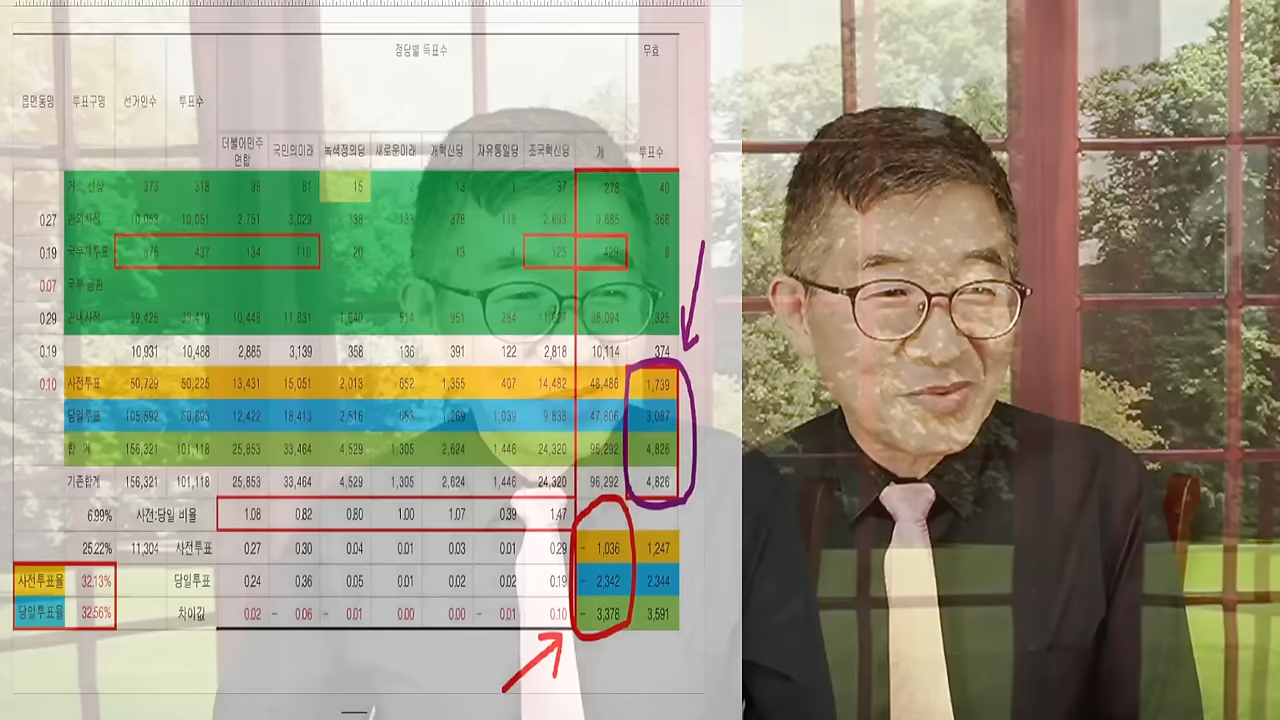 정당별 득표수 무효
읍면동명 투표구명 선거인수 투표수
더불어민주연합 국민의미래 녹색정의당 새로운미래 개혁신당 자유통일당 조국혁신당 계 투표수
거소,선상 373 318 96 81 15 2 13 1 37 278 40
0.27 관외사전 10,053 10,051 2,751 3,029 338 133 378 118 2,693 9,685 366
0.19 국외재투표 437 134 110 20 3 13 4 125 429 8
0.07 국외 공관
0.29 관내사전 39,425 39,419 10,448 11,831 1,640 514 951 284 38,094 325
0.19 10,931 10,488 2,885 3,139 358 136 391 122 2,818 10,114 374
0.10 사전투표 50,729 50,225 13,431 15,051 2,013 652 1,355 407 14,482 48,486 1,739
당일투표 105,592 50,893 12,422 18,413 2,516 653 1,269 1,039 9,838 47,806 3,087
합 계 156,321 101,118 25,853 33,464 4,529 1,305 2,624 1,446 24,320 96,292 4,826
기존합계 156,321 101,118 25,853 33,464 4,529 1,305 2,624 1,446 24,320 96,292 4,826
6.99% 사전:당일 비율 1.08 0.82 0.80 1.00 1.07 0.39 1.47
25.22% 11,304 사전투표 0.27 0.30 0.04 0.01 0.03 0.01 0.29 - 1,036 1,247
사전투표율 32.13% 당일투표 0.24 0.36 0.05 0.01 0.02 0.02 0.19 - 2,342 2,344
당일투표율 32.56% 차이값 0.02 - 0.06 - 0.01 0.00 0.00 - 0.01 0.10 - 3,378 3,591